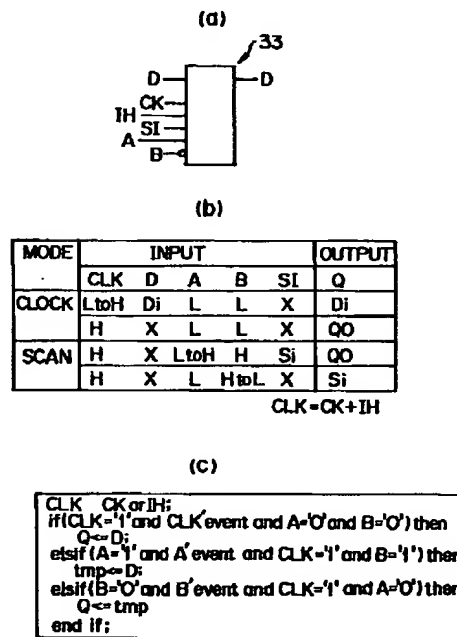 (a)
33
D
D
CK
IH
SI
A
B
(b)
MODE INPUT OUTPUT
CLK D A B SI Q
CLOCK LtoH Di L L X Di
H X L L X QO
SCAN H X LtoH H Si QO
H X L HtoL X Si
CLK=CK+IH
(c)
CLK CK or IH;
if(CLK='1' and CLK'event and A='0' and B='0') then
Q<=D;
elsif (A='1' and A'event and CLK='1' and B='1') then
tmp<=D;
elsif(B='0' and B'event and CLK='1' and A='0') then
Q<=tmp
end if;